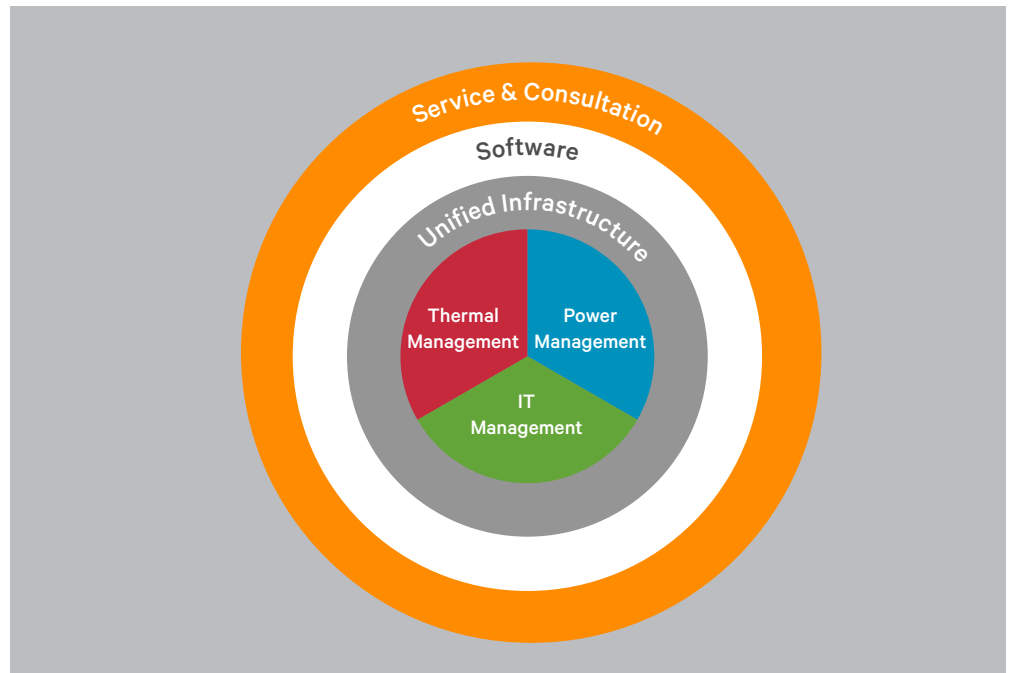 Service & Consultation
Software
Unified Infrastructure
Thermal
Management
Power
Management
IT
Management